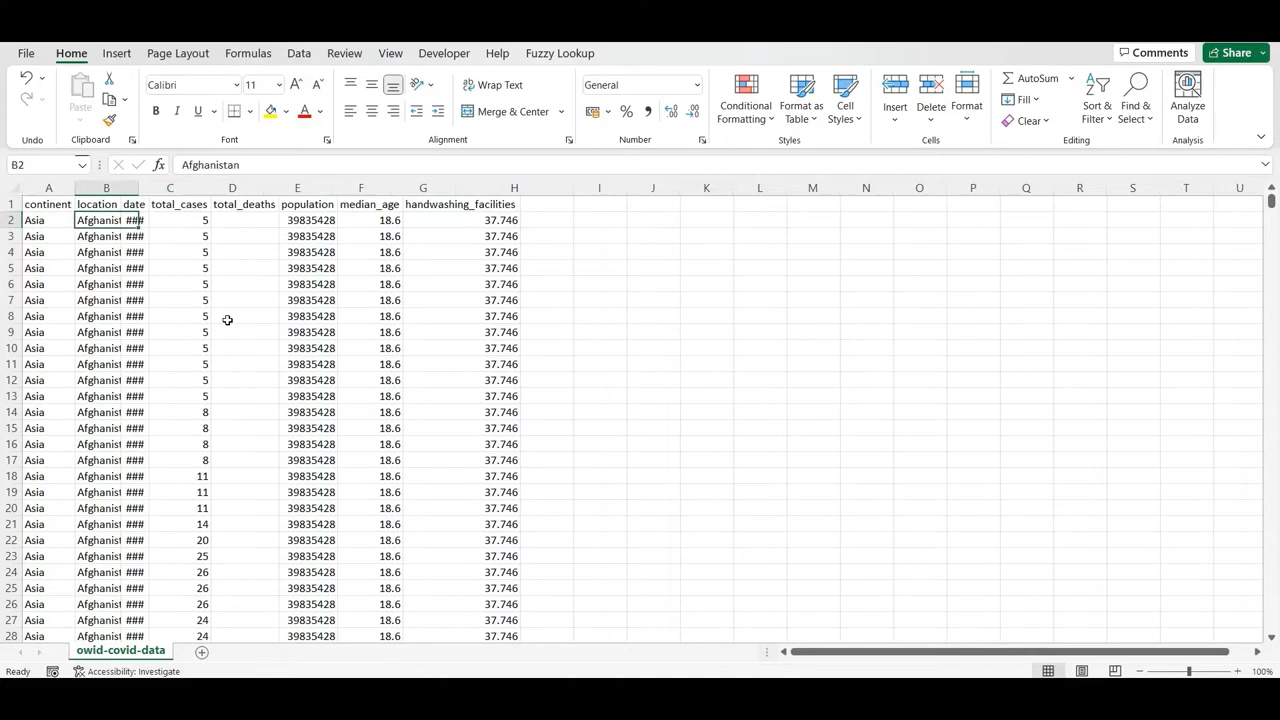 File Home Insert Page Layout Formulas Data Review View Developer Help Fuzzy Lookup Comments Share
Calibri 11 Wrap Text General AutoSum
Paste Merge & Center Conditional Formatting Format as Table Cell Styles Insert Delete Format Fill Clear Sort & Filter Find & Select Analyze Data
Undo Clipboard Font Alignment Number Styles Cells Editing Analysis
B2 fx Afghanistan
A B C D E F G H I J K L M N O P Q R S T U
1 continent location date total_cases total_deaths population median_age handwashing_facilities
2 Asia Afghanist ### 5 39835428 18.6 37.746
3 Asia Afghanist ### 5 39835428 18.6 37.746
4 Asia Afghanist ### 5 39835428 18.6 37.746
5 Asia Afghanist ### 5 39835428 18.6 37.746
6 Asia Afghanist ### 5 39835428 18.6 37.746
7 Asia Afghanist ### 5 39835428 18.6 37.746
8 Asia Afghanist ### 5 39835428 18.6 37.746
9 Asia Afghanist ### 5 39835428 18.6 37.746
10 Asia Afghanist ### 5 39835428 18.6 37.746
11 Asia Afghanist ### 5 39835428 18.6 37.746
12 Asia Afghanist ### 5 39835428 18.6 37.746
13 Asia Afghanist ### 5 39835428 18.6 37.746
14 Asia Afghanist ### 8 39835428 18.6 37.746
15 Asia Afghanist ### 8 39835428 18.6 37.746
16 Asia Afghanist ### 8 39835428 18.6 37.746
17 Asia Afghanist ### 8 39835428 18.6 37.746
18 Asia Afghanist ### 11 39835428 18.6 37.746
19 Asia Afghanist ### 11 39835428 18.6 37.746
20 Asia Afghanist ### 11 39835428 18.6 37.746
21 Asia Afghanist ### 14 39835428 18.6 37.746
22 Asia Afghanist ### 20 39835428 18.6 37.746
23 Asia Afghanist ### 25 39835428 18.6 37.746
24 Asia Afghanist ### 26 39835428 18.6 37.746
25 Asia Afghanist ### 26 39835428 18.6 37.746
26 Asia Afghanist ### 26 39835428 18.6 37.746
27 Asia Afghanist ### 24 39835428 18.6 37.746
28 Asia Afghanist ### 24 39835428 18.6 37.746
owid-covid-data
Ready Accessibility: Investigate 100%